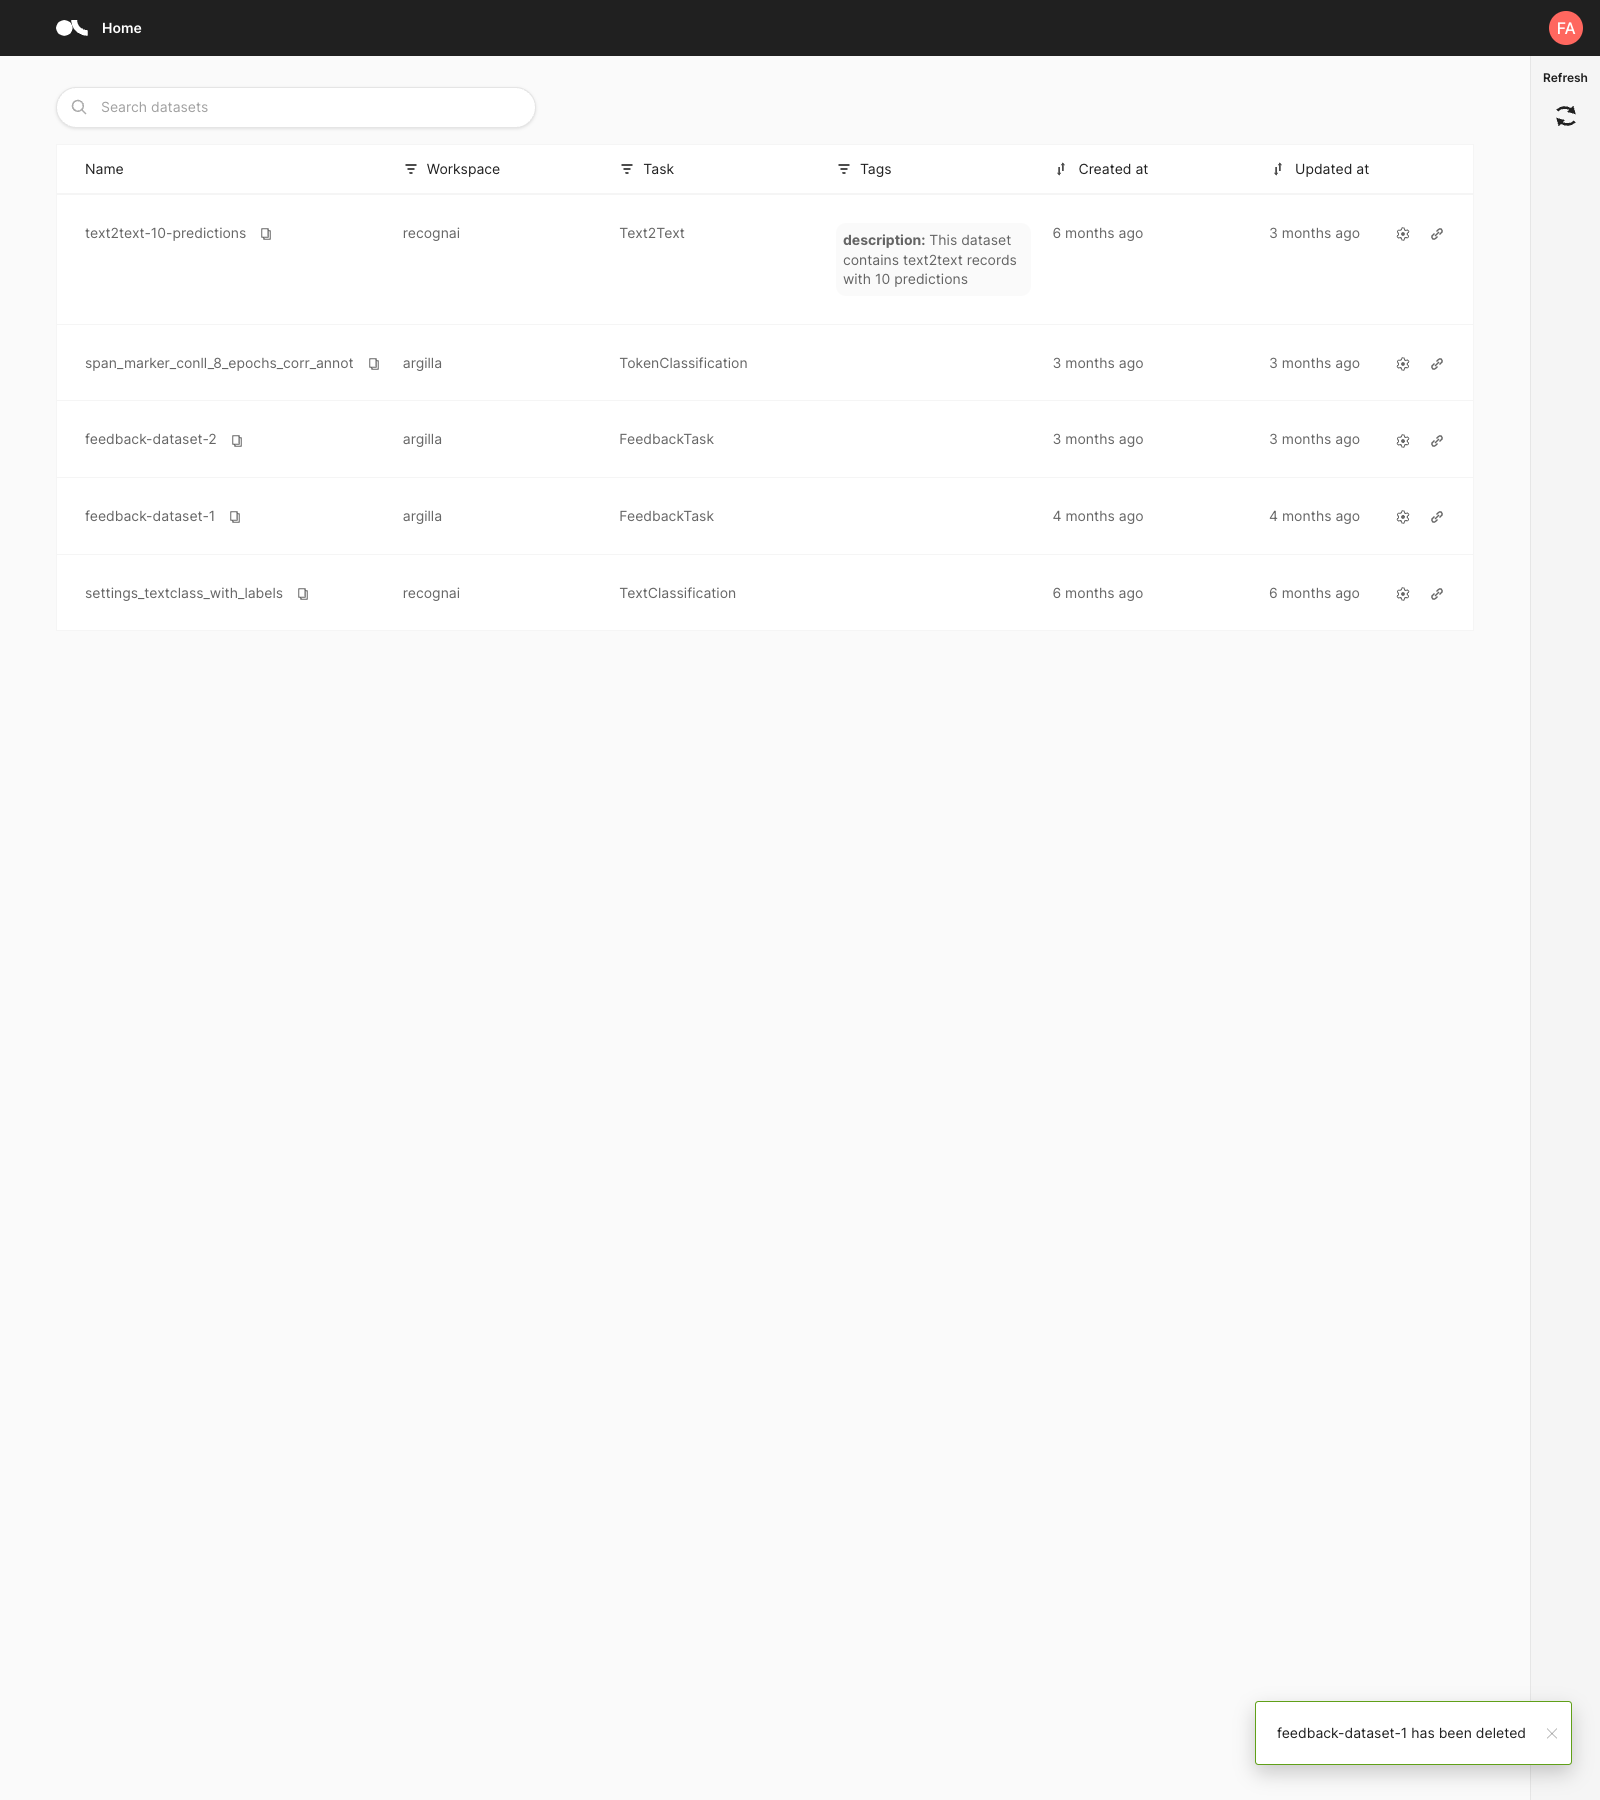 Home
FA
Refresh
Search datasets
Name Workspace Task Tags Created at Updated at
text2text-10-predictions recognai Text2Text description: This dataset 6 months ago 3 months ago
contains text2text records
with 10 predictions
span_marker_conll_8_epochs_corr_annot argilla TokenClassification 3 months ago 3 months ago
feedback-dataset-2 argilla FeedbackTask 3 months ago 3 months ago
feedback-dataset-1 argilla FeedbackTask 4 months ago 4 months ago
settings_textclass_with_labels recognai TextClassification 6 months ago 6 months ago
feedback-dataset-1 has been deleted